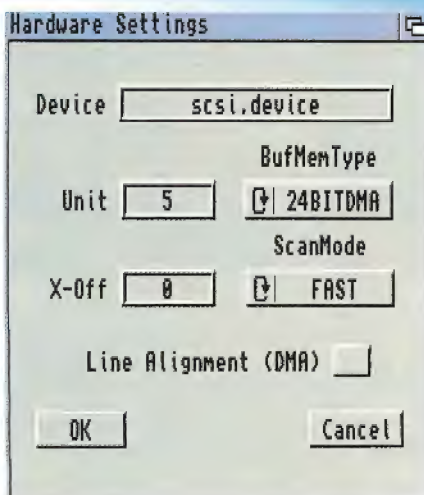 Hardware Settings
Device scsi.device
BufMemType
Unit 5 24BITDMA
ScanMode
X-Off 0 FAST
Line Alignment (DMA)
OK Cancel